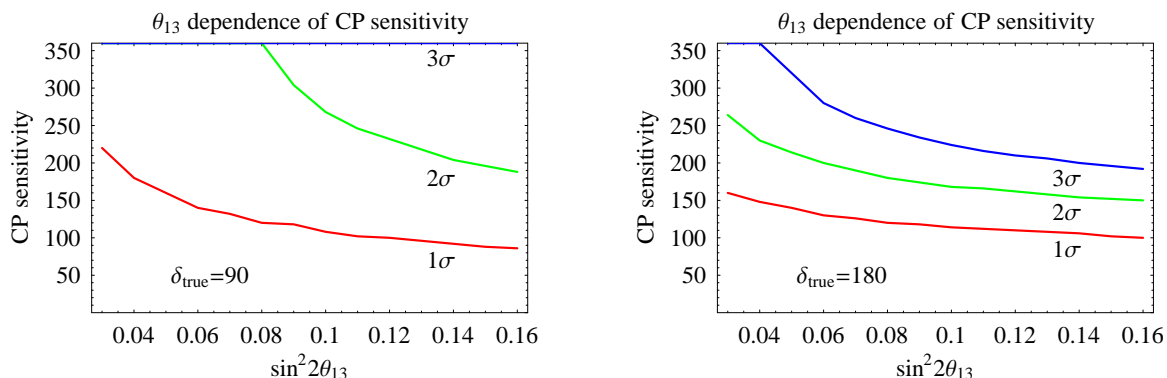 θ₁₃ dependence of CP sensitivity
350
300
250
200
150
100
50
CP sensitivity
3σ
2σ
1σ
δtrue=90
0.04 0.06 0.08 0.1 0.12 0.14 0.16
sin²2θ₁₃
θ₁₃ dependence of CP sensitivity
350
300
250
200
150
100
50
CP sensitivity
3σ
2σ
1σ
δtrue=180
0.04 0.06 0.08 0.1 0.12 0.14 0.16
sin²2θ₁₃